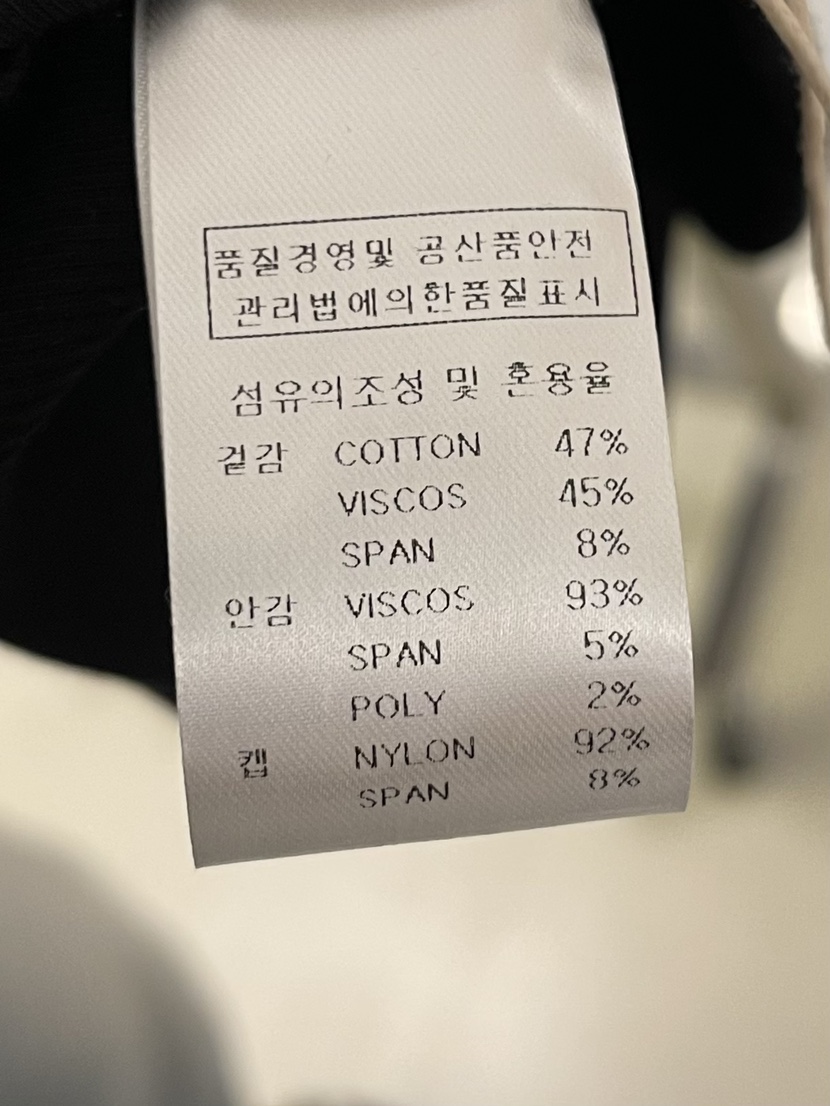 품질경영및 공산품안전
관리법에의한품질표시
섬유의조성 및 혼용율
겉감 COTTON 47%
VISCOS 45%
SPAN 8%
안감 VISCOS 93%
SPAN 5%
POLY 2%
캡 NYLON 92%
SPAN 8%